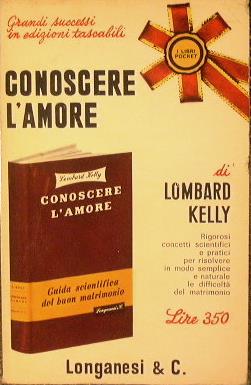 Grandi successi
in edizioni tascabili
I LIBRI
POCKET
CONOSCERE
L'AMORE
di
LOMBARD
KELLY
Rigorosi
concetti scientifici
e pratici
per risolvere
in modo semplice
e naturale
le difficoltà
del matrimonio
Lire 350
Lombard Kelly
CONOSCERE
L'AMORE
Guida scientifica
del buon matrimonio
Longanesi & C.
Longanesi & C.